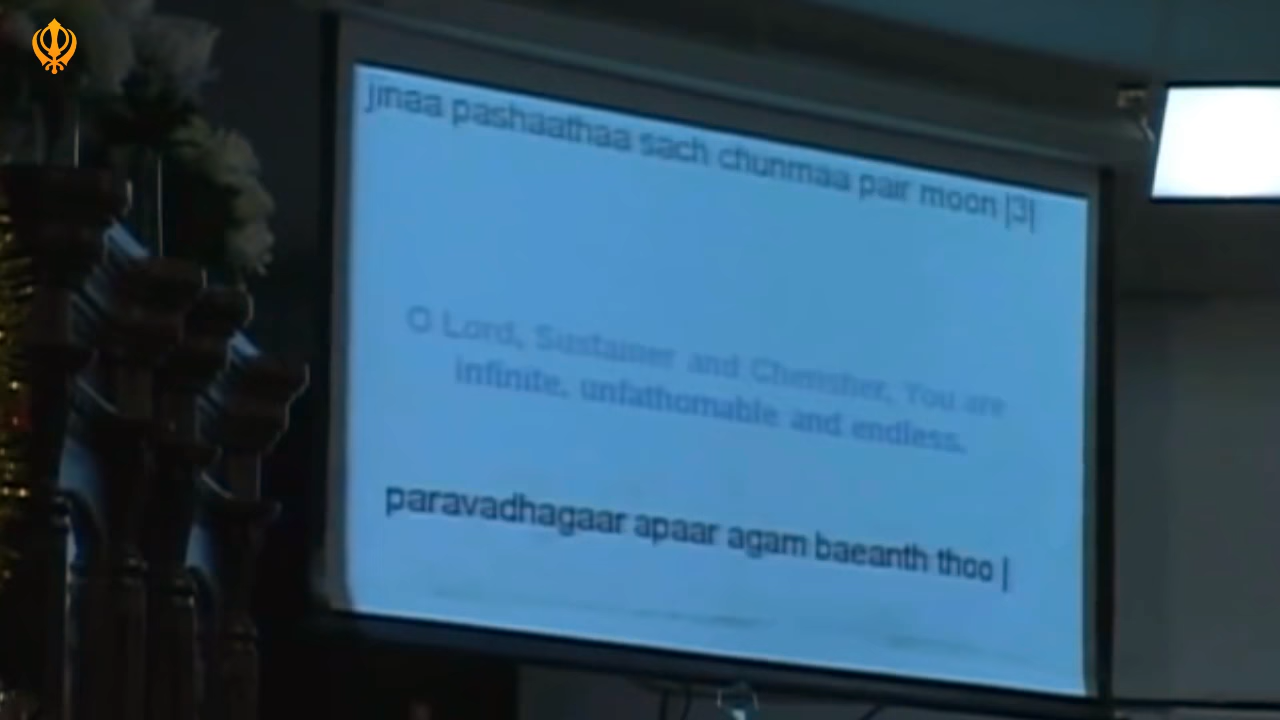 jinaa pashaathaa sach chunmaa pair moon |3|
O Lord, Sustainer and Cherisher, You are
infinite, unfathomable and endless.
paravadhagaar apaar agam baeanth thoo |